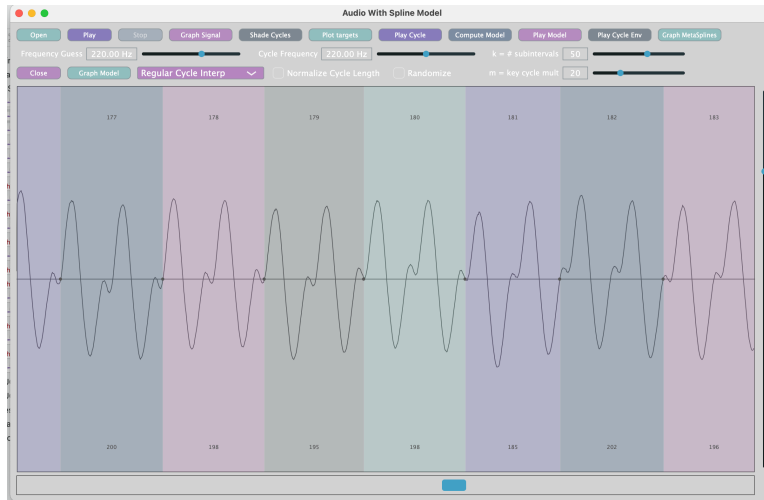 Audio With Spline Model
Open Play Stop Graph Signal Shade Cycles Plot targets Play Cycle Compute Model Play Model Play Cycle Env Graph MetaSplines
Frequency Guess 220.00 Hz Cycle Frequency 220.00 Hz k = # subintervals 50
Close Graph Model Regular Cycle Interp Normalize Cycle Length Randomize m = key cycle mult 20
177 178 179 180 181 182 183
200 198 195 198 185 202 196